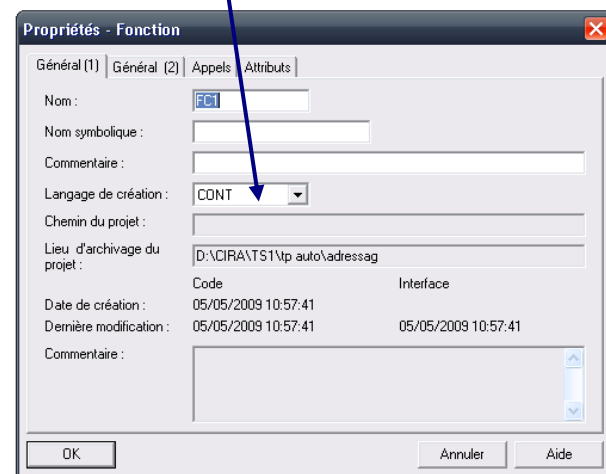 Propriétés - Fonction
Général (1) Général (2) Appels Attributs
Nom : FC1
Nom symbolique :
Commentaire :
Langage de création : CONT
Chemin du projet :
Lieu d'archivage du projet : D:\CIRA\TS1\tp auto\adressag
Code Interface
Date de création : 05/05/2009 10:57:41
Dernière modification : 05/05/2009 10:57:41 05/05/2009 10:57:41
Commentaire :
OK Annuler Aide